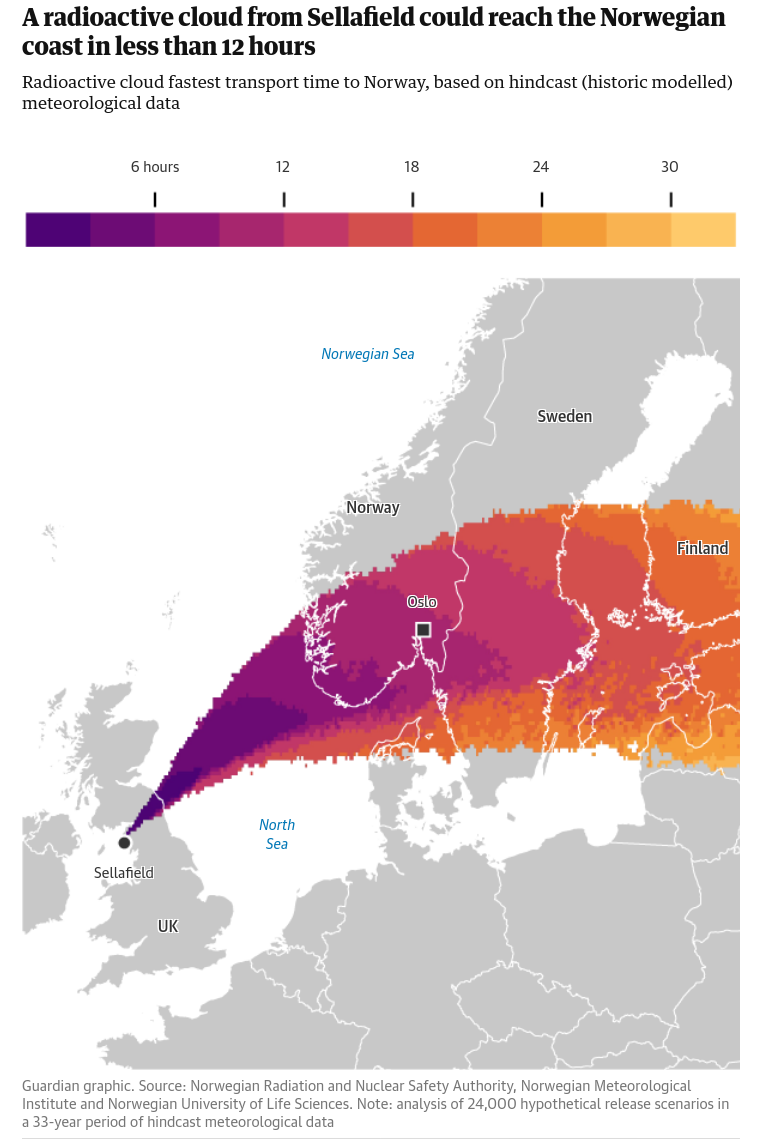 A radioactive cloud from Sellafield could reach the Norwegian
coast in less than 12 hours
Radioactive cloud fastest transport time to Norway, based on hindcast (historic modelled)
meteorological data
6 hours 12 18 24 30
Norwegian Sea
Sweden
Norway
Finland
Oslo
North
Sea
Sellafield
UK
Guardian graphic. Source: Norwegian Radiation and Nuclear Safety Authority, Norwegian Meteorological
Institute and Norwegian University of Life Sciences. Note: analysis of 24,000 hypothetical release scenarios in
a 33-year period of hindcast meteorological data